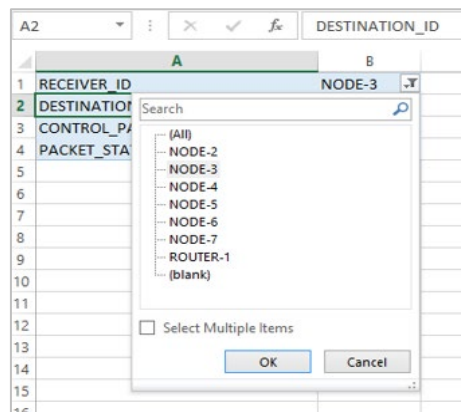 A2 fx DESTINATION_ID
A B
1 RECEIVER_ID NODE-3
2 DESTINATION
3 CONTROL_PA
4 PACKET_STA
Search
(All)
NODE-2
NODE-3
NODE-4
NODE-5
NODE-6
NODE-7
ROUTER-1
(blank)
5
6
7
8
9
10
11
12
Select Multiple Items
13
14
OK Cancel
15
16